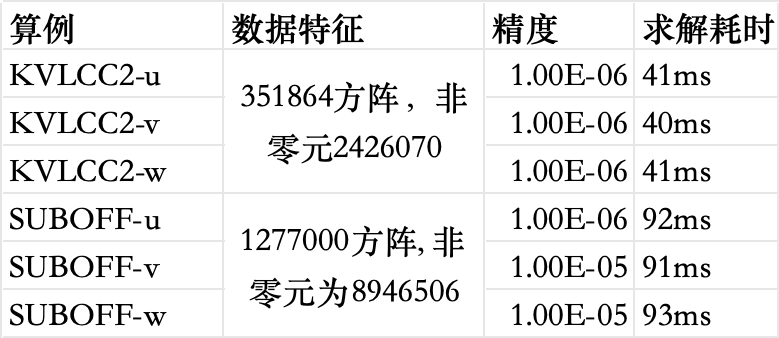 算例 数据特征 精度 求解耗时
KVLCC2-u 351864方阵，非零元2426070 1.00E-06 41ms
KVLCC2-v 1.00E-06 40ms
KVLCC2-w 1.00E-06 41ms
SUBOFF-u 1277000方阵, 非零元为8946506 1.00E-06 92ms
SUBOFF-v 1.00E-05 91ms
SUBOFF-w 1.00E-05 93ms